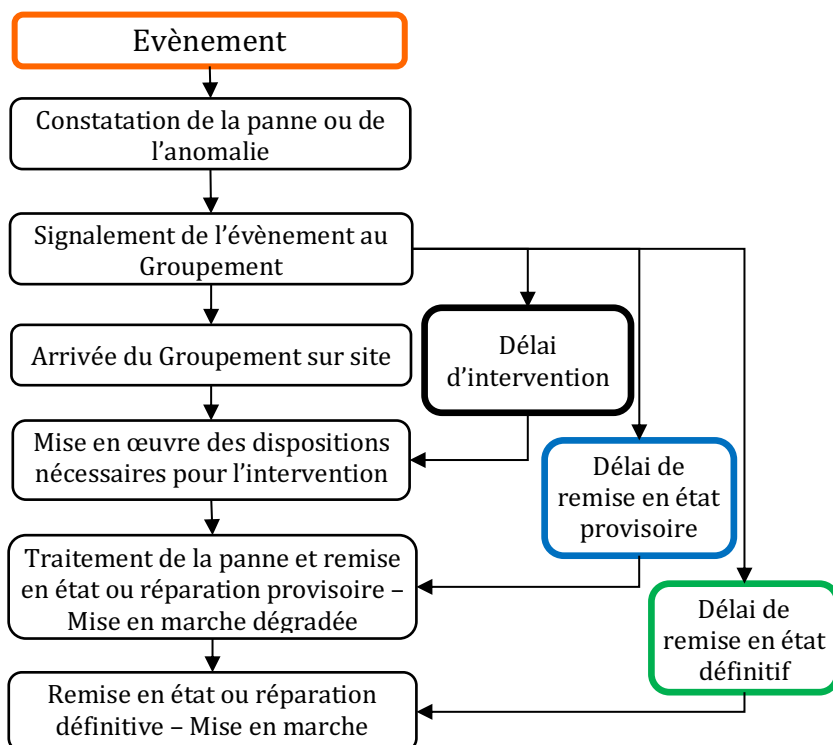 Evènement
Constatation de la panne ou de
l’anomalie
Signalement de l’évènement au
Groupement
Arrivée du Groupement sur site
Délai
d’intervention
Mise en œuvre des dispositions
nécessaires pour l’intervention
Délai de
remise en état
provisoire
Traitement de la panne et remise
en état ou réparation provisoire –
Mise en marche dégradée
Délai de
remise en état
définitif
Remise en état ou réparation
définitive – Mise en marche